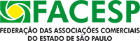 FACESP
FEDERAÇÃO DAS ASSOCIAÇÕES COMERCIAIS
DO ESTADO DE SÃO PAULO